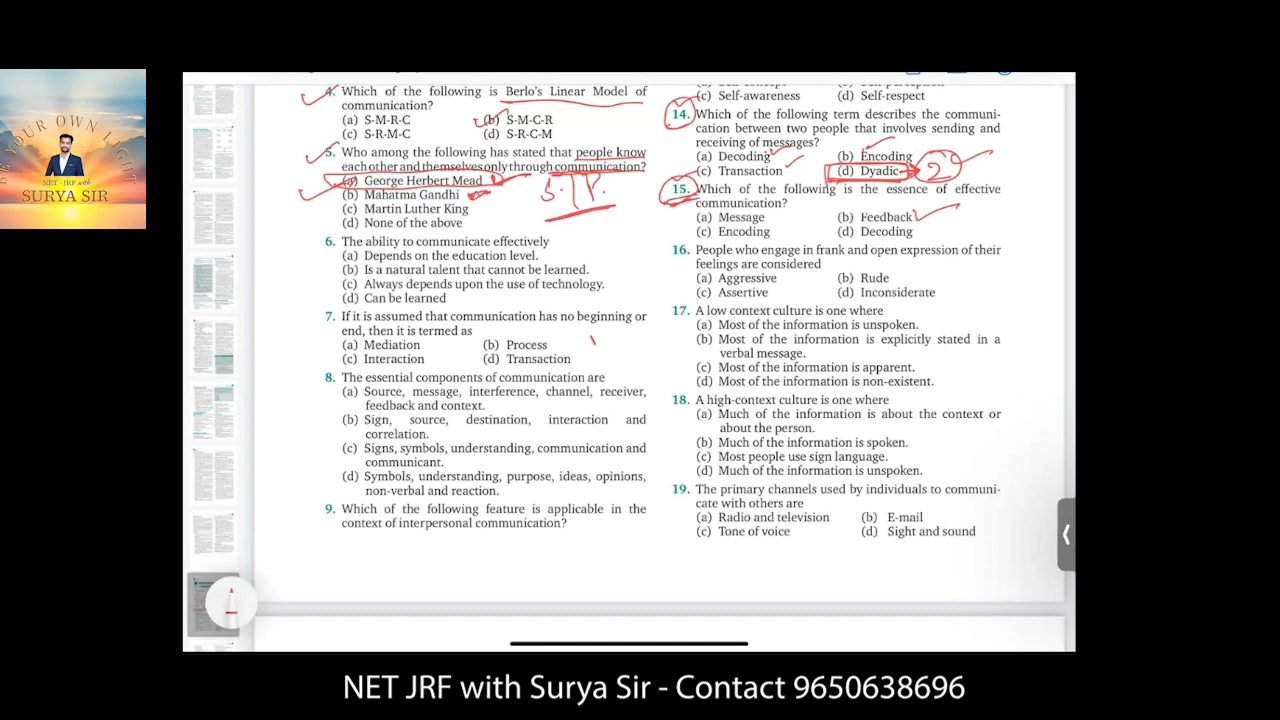 NET - JRF with
SURYA SIR
4. Which of the following is Berlo's Linear Model of
communication?
(a) S-M-R-C (b) S-M-C-R
(c) S-R-M-C (d) S-R-C-M
5. Who among the following has stated that people know
each other and themselves only through communication?
(a) George Herbert Mead
(b) Mahatma Gandhi
(c) Martin Luther King
(d) None of the above
6. The ability to communicate effectively
(a) Depends on the education level.
(b) Is a natural talent and cannot be learned.
(c) Only depends on the use of technology.
(d) Is learned
7. If it is assumed that communication has no beginning or
end, then it is termed as
(a) Irritation (b) Process
(c) Interaction (d) Transaction
8. The essential components of communication are
(a) Source, message, interference, channel, receiver,
feedback and context.
(b) Ideas, source, destination, interaction and
correlation.
(c) People, symbols, understanding, communication and
communicant.
(d) Symbols, understanding, purpose, ideas, opinions,
verbal and reaction.
9. Which of the following feature is applicable in the
context of interpersonal communication?
(c) Self-awareness (d) Self-respect
14. Which of the following term describes the communi-
cation between two people that involves sending and
receiving of messages?
(a) Decoding (b) Encoding
(c) Transaction (d) Dyadic
2
15. Which of the following is the essence of effective
communication?
(a) Message (b) Feedback
(c) Encoding (d) Decoding
16. People who engage in frank and open expression of their
feelings are considered
(a) Aggressive (b) Rude
(c) Assertive (d) Inconsiderate
17. A low context culture is one where
(a) Most of the information is unspoken.
(b) Most of the information is explicitly stated in a
verbal message.
(c) Most of the information is apparent.
(d) Most of the information is non-existent.
18. A high context culture is one where
(a) Much of the information is about the context or
about the person.
(b) Much of the information is spoken.
(c) Most people use sign language.
(d) Much of the information is unspoken.
19. The primary channels used by individuals to communi-
cate with others are
(a) Radio and television (b) E-mail
(c) Tone of voice (d) Sight and sound
NET JRF with Surya Sir - Contact 9650638696